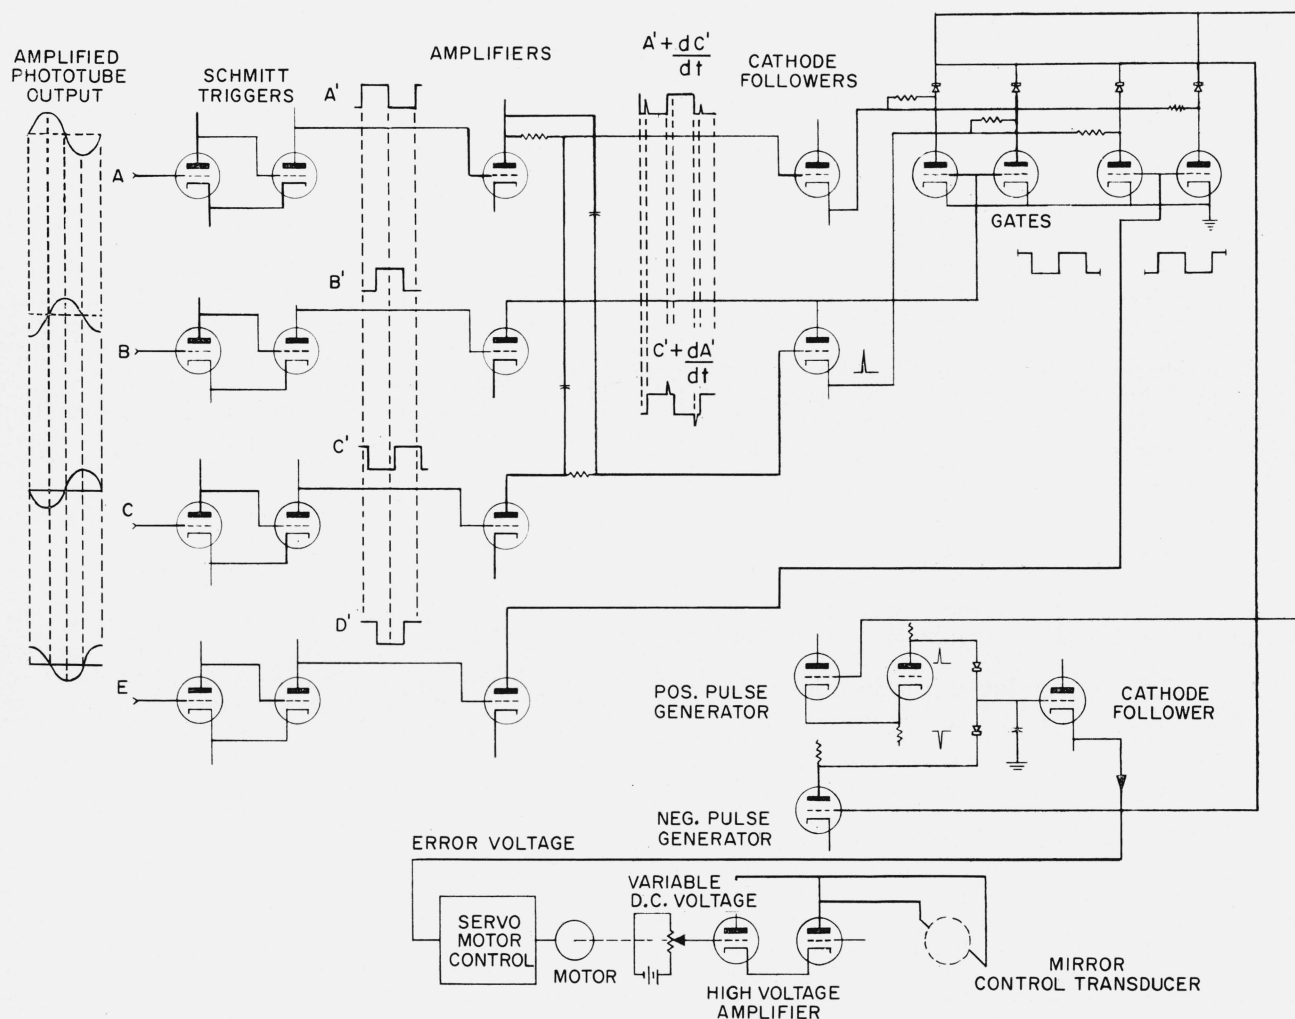 AMPLIFIED
PHOTOTUBE
OUTPUT
SCHMITT
TRIGGERS
A'
AMPLIFIERS
A' + dC'
dt
CATHODE
FOLLOWERS
A
GATES
B'
B
C' + dA'
dt
C'
C
D'
E
POS. PULSE
GENERATOR
CATHODE
FOLLOWER
NEG. PULSE
GENERATOR
ERROR VOLTAGE
VARIABLE
D.C. VOLTAGE
SERVO
MOTOR
CONTROL
MOTOR
HIGH VOLTAGE
AMPLIFIER
MIRROR
CONTROL TRANSDUCER